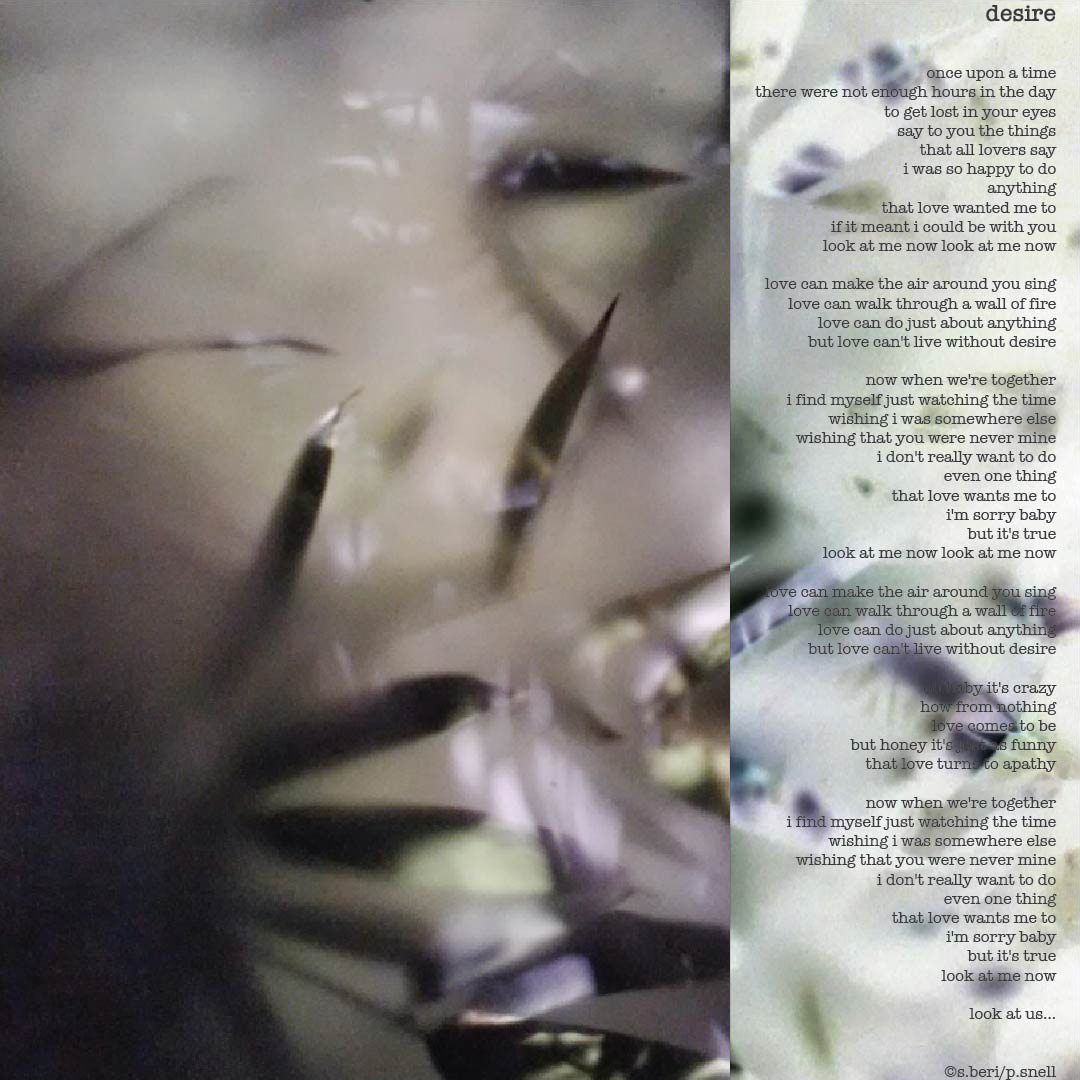 desire
once upon a time
there were not enough hours in the day
to get lost in your eyes
say to you the things
that all lovers say
i was so happy to do
anything
that love wanted me to
if it meant i could be with you
look at me now look at me now
love can make the air around you sing
love can walk through a wall of fire
love can do just about anything
but love can't live without desire
now when we're together
i find myself just watching the time
wishing i was somewhere else
wishing that you were never mine
i don't really want to do
even one thing
that love wants me to
i'm sorry baby
but it's true
look at me now look at me now
love can make the air around you sing
love can walk through a wall of fire
love can do just about anything
but love can't live without desire
baby it's crazy
how from nothing
love comes to be
but honey it's just as funny
that love turns to apathy
now when we're together
i find myself just watching the time
wishing i was somewhere else
wishing that you were never mine
i don't really want to do
even one thing
that love wants me to
i'm sorry baby
but it's true
look at me now
look at us...
©s.beri/p.snell